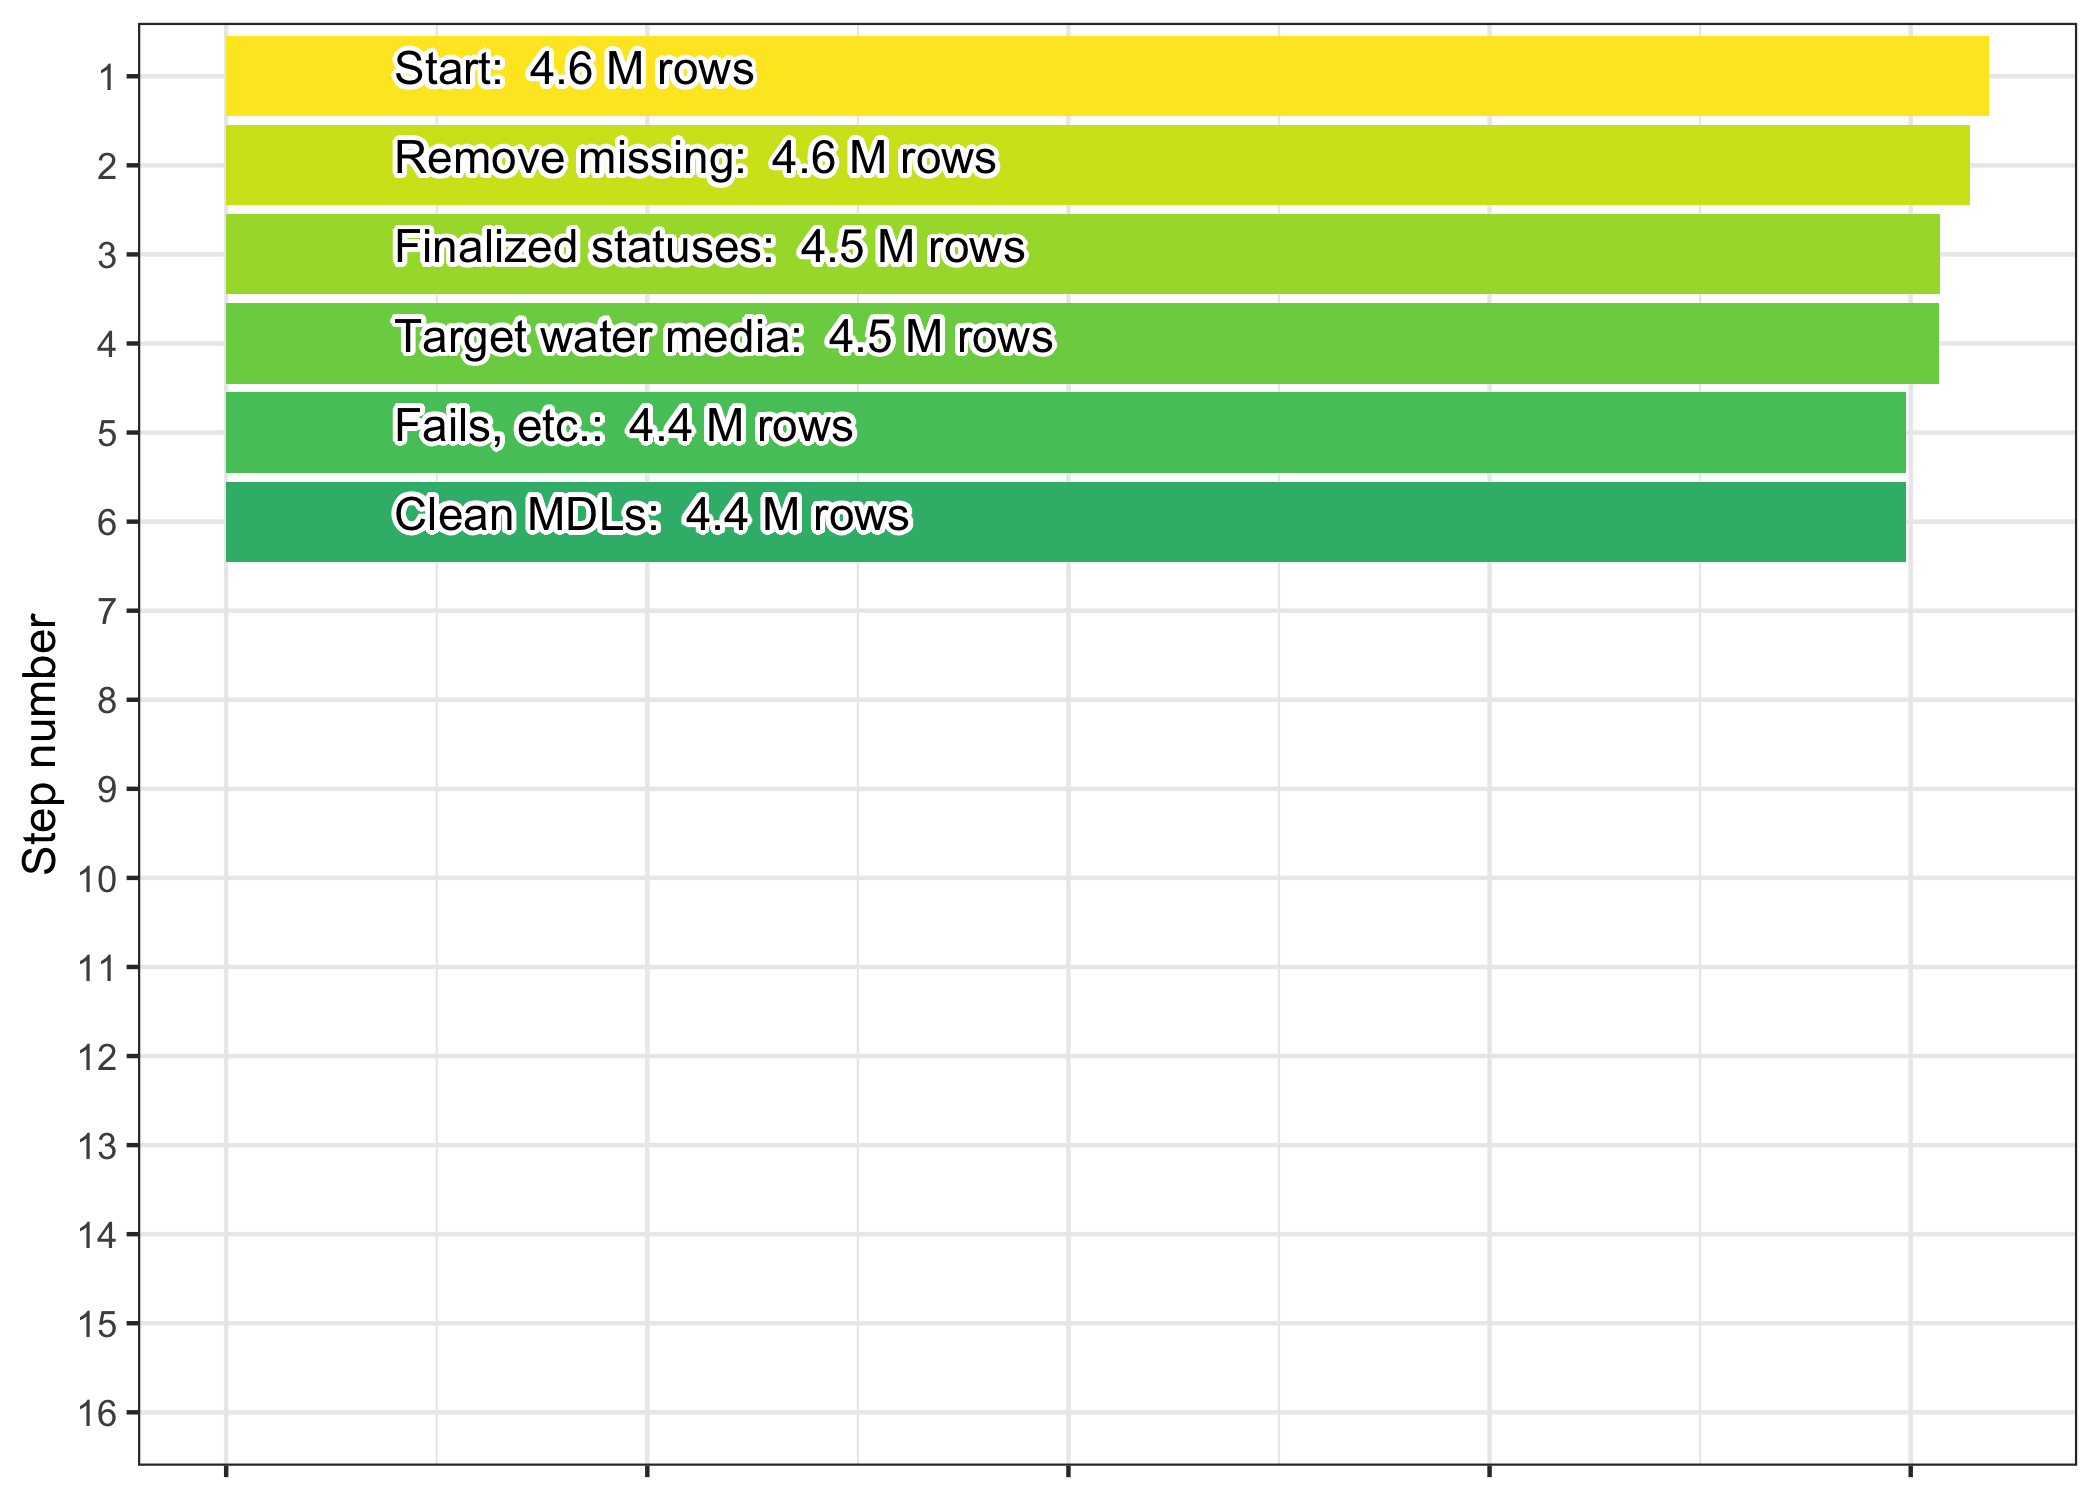 1
Start:  4.6 M rows
2
Remove missing:  4.6 M rows
3
Finalized statuses:  4.5 M rows
4
Target water media:  4.5 M rows
5
Fails, etc.:  4.4 M rows
6
Clean MDLs:  4.4 M rows
7
8
9
10
11
12
13
14
15
16
Step number